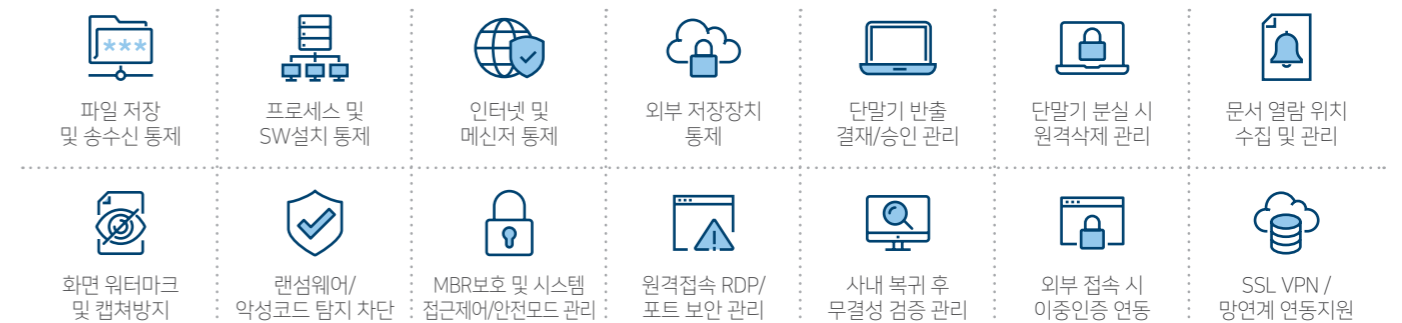 ***
파일 저장
및 송수신 통제
프로세스 및
SW설치 통제
인터넷 및
메신저 통제
외부 저장장치
통제
단말기 반출
결재/승인 관리
단말기 분실 시
원격삭제 관리
문서 열람 위치
수집 및 관리
화면 워터마크
및 캡쳐방지
랜섬웨어/
악성코드 탐지 차단
MBR보호 및 시스템
접근제어/안전모드 관리
원격접속 RDP/
포트 보안 관리
사내 복귀 후
무결성 검증 관리
외부 접속 시
이중인증 연동
SSL VPN /
망연계 연동지원